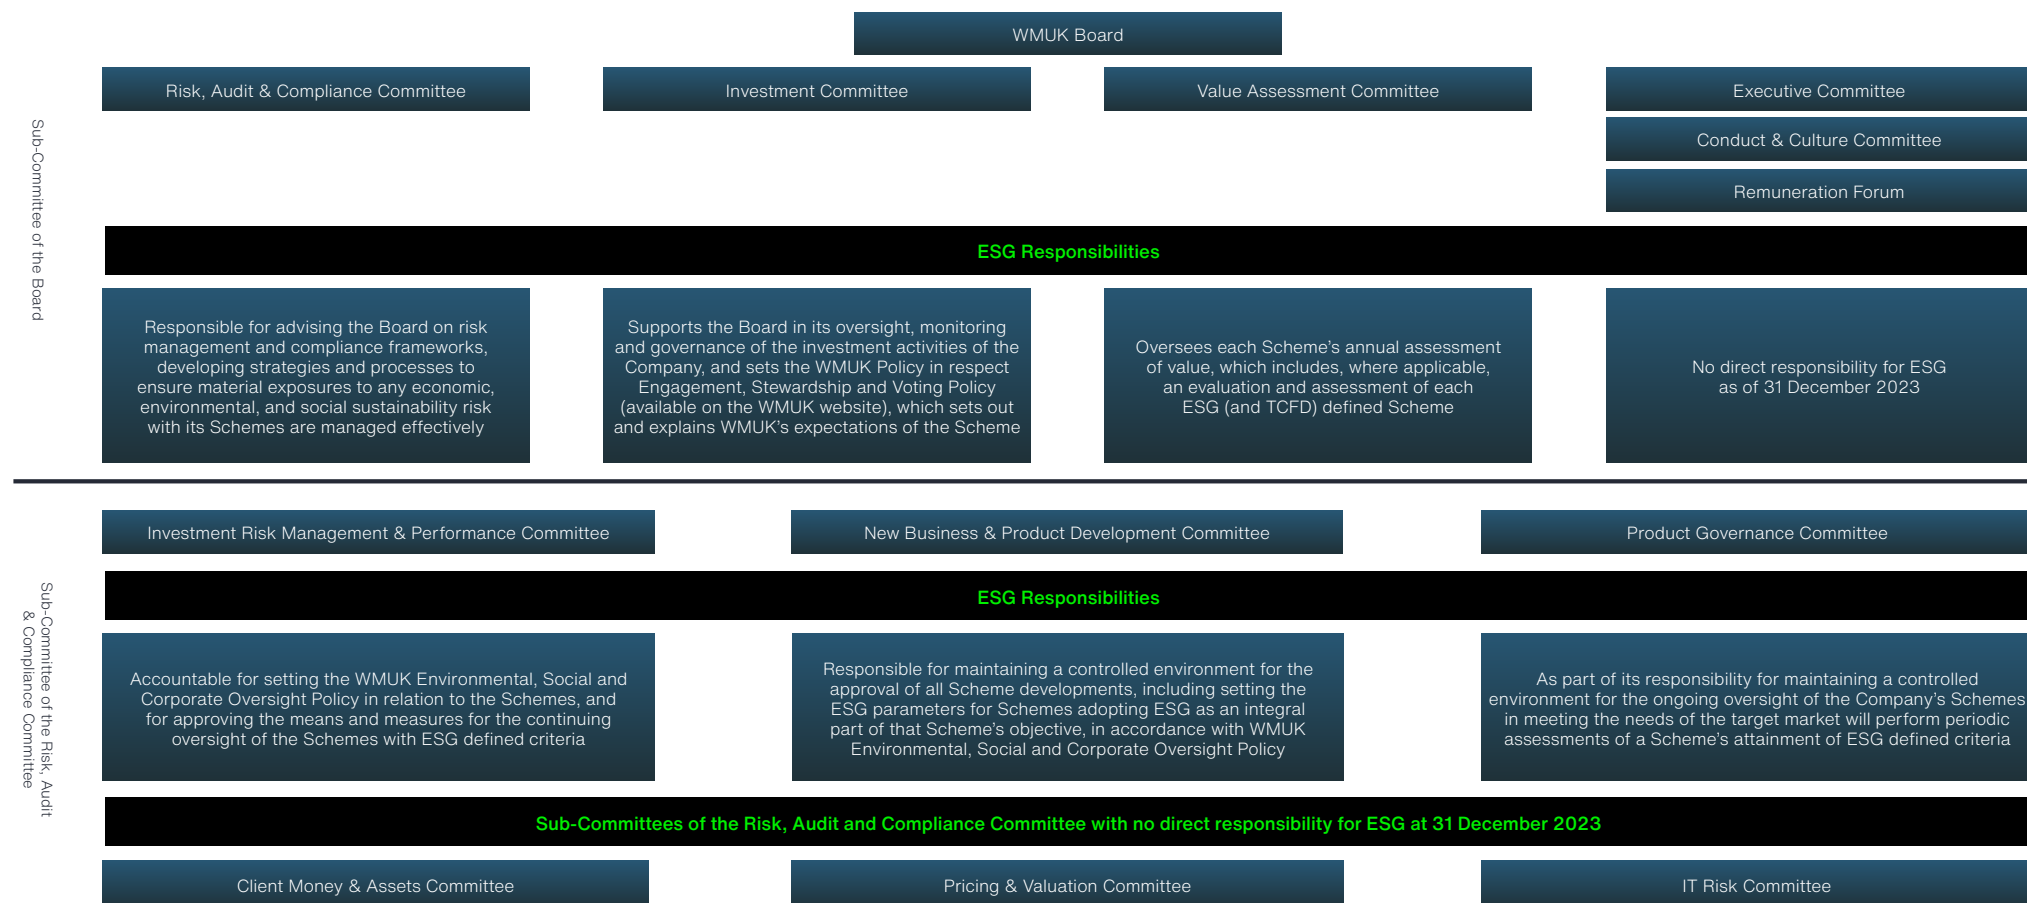 WMUK Board
Risk, Audit & Compliance Committee
Investment Committee
Value Assessment Committee
Executive Committee
Conduct & Culture Committee
Remuneration Forum
Sub-Committee of the Board
ESG Responsibilities
Responsible for advising the Board on risk
management and compliance frameworks,
developing strategies and processes to
ensure material exposures to any economic,
environmental, and social sustainability risk
with its Schemes are managed effectively
Supports the Board in its oversight, monitoring
and governance of the investment activities of the
Company, and sets the WMUK Policy in respect
Engagement, Stewardship and Voting Policy
(available on the WMUK website), which sets out
and explains WMUK's expectations of the Scheme
Oversees each Scheme's annual assessment
of value, which includes, where applicable,
an evaluation and assessment of each
ESG (and TCFD) defined Scheme
No direct responsibility for ESG
as of 31 December 2023
Investment Risk Management & Performance Committee
New Business & Product Development Committee
Product Governance Committee
Sub-Committee of the Risk, Audit
& Compliance Committee
ESG Responsibilities
Accountable for setting the WMUK Environmental, Social and
Corporate Oversight Policy in relation to the Schemes, and
for approving the means and measures for the continuing
oversight of the Schemes with ESG defined criteria
Responsible for maintaining a controlled environment for the
approval of all Scheme developments, including setting the
ESG parameters for Schemes adopting ESG as an integral
part of that Scheme's objective, in accordance with WMUK
Environmental, Social and Corporate Oversight Policy
As part of its responsibility for maintaining a controlled
environment for the ongoing oversight of the Company's Schemes
in meeting the needs of the target market will perform periodic
assessments of a Scheme's attainment of ESG defined criteria
Sub-Committees of the Risk, Audit and Compliance Committee with no direct responsibility for ESG at 31 December 2023
Client Money & Assets Committee
Pricing & Valuation Committee
IT Risk Committee